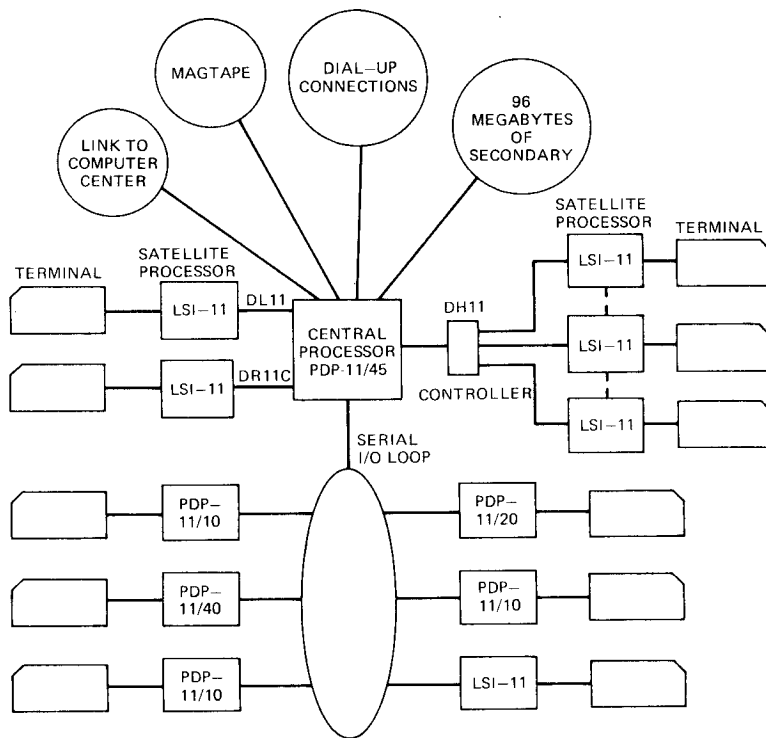 MAGTAPE
DIAL–UP
CONNECTIONS
96
MEGABYTES
OF
SECONDARY
LINK TO
COMPUTER
CENTER
SATELLITE
PROCESSOR
TERMINAL
LSI–11
DL11
LSI–11
DR11C
CENTRAL
PROCESSOR
PDP-11/45
DH11
CONTROLLER
SATELLITE
PROCESSOR
TERMINAL
LSI–11
LSI–11
LSI–11
SERIAL
I/O LOOP
PDP–
11/10
PDP–
11/20
PDP–
11/40
PDP–
11/10
PDP–
11/10
LSI–11